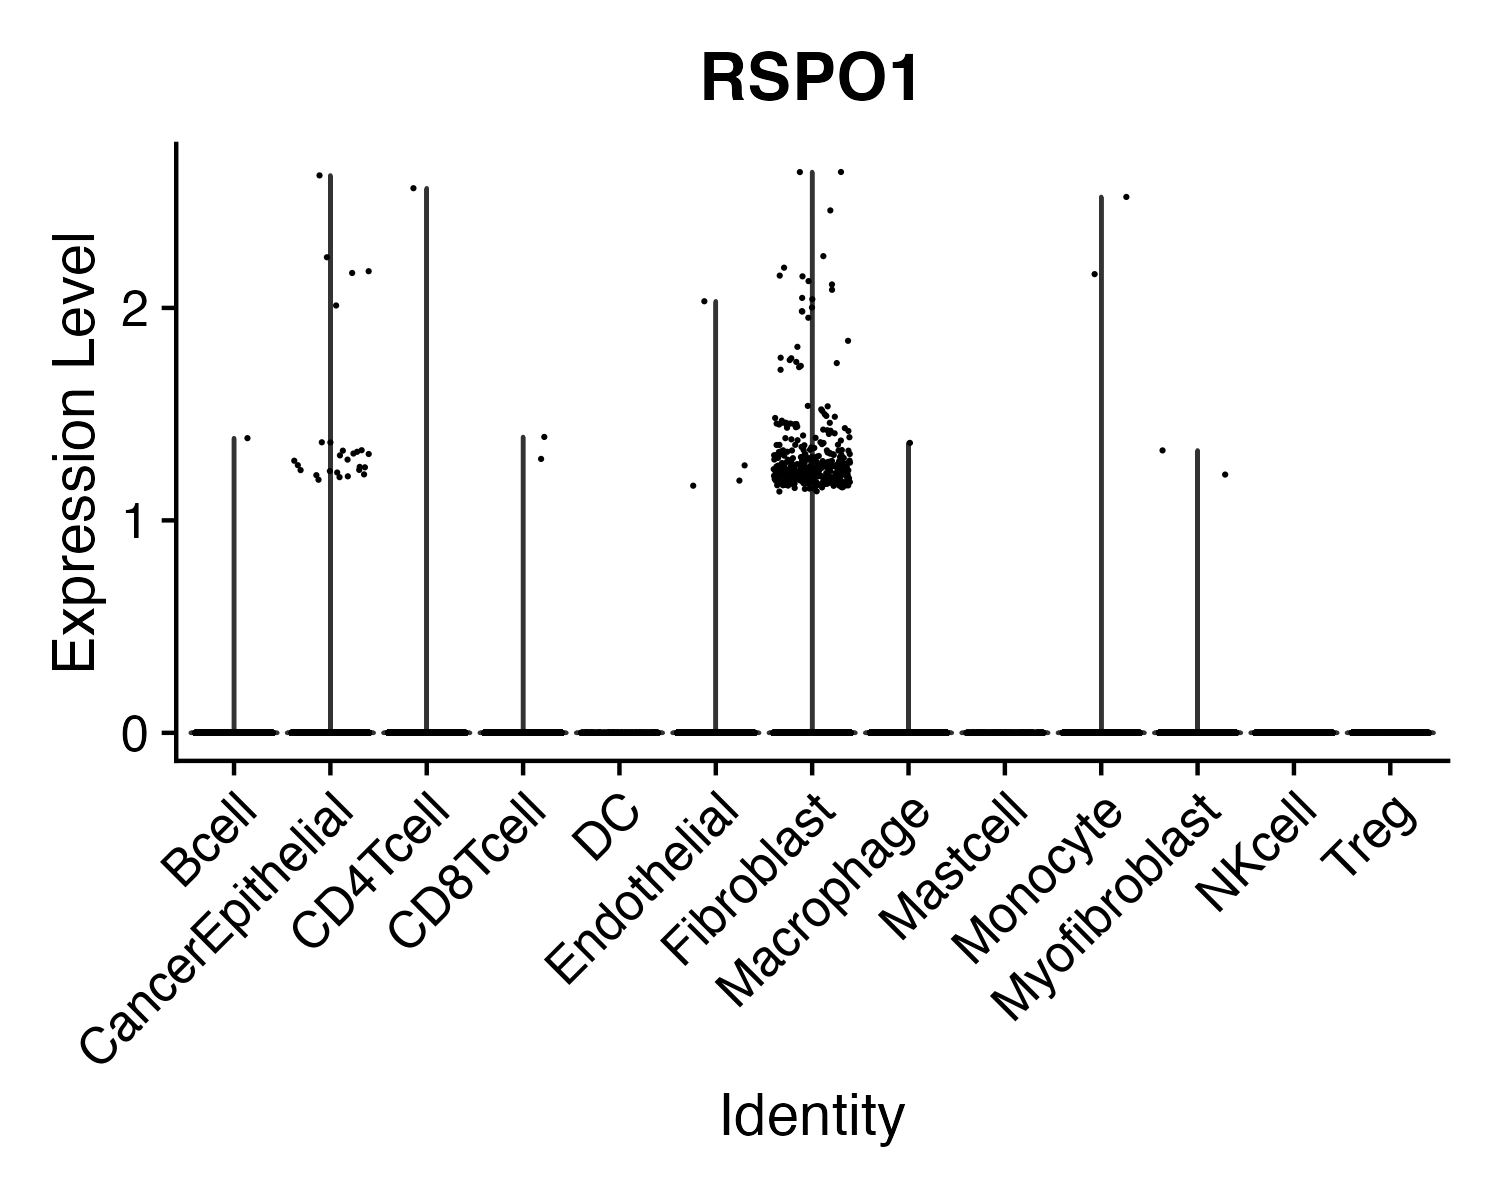 RSPO1
Expression Level
2
1
0
Bcell
CancerEpithelial
CD4Tcell
CD8Tcell
DC
Endothelial
Fibroblast
Macrophage
Mastcell
Monocyte
Myofibroblast
NKcell
Treg
Identity